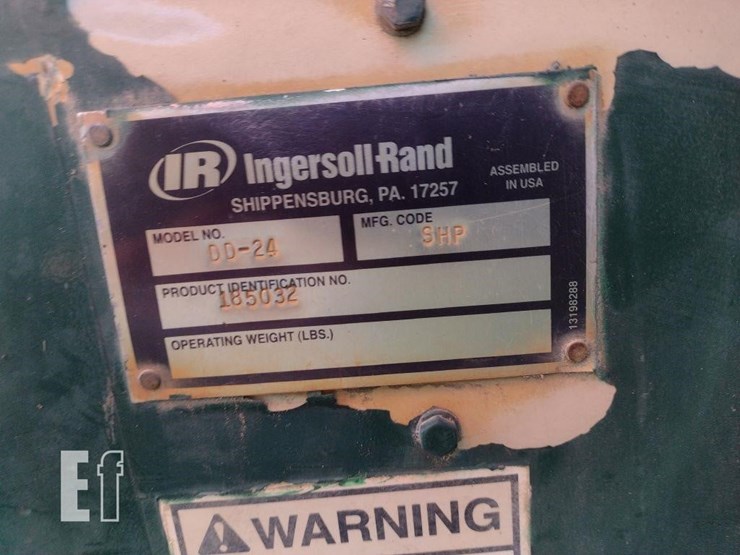 IR Ingersoll-Rand
SHIPPENSBURG, PA. 17257
ASSEMBLED
IN USA
MODEL NO.
DD-24
MFG. CODE
SHP
PRODUCT IDENTIFICATION NO.
185032
OPERATING WEIGHT (LBS.)
13198288
WARNING
Ef